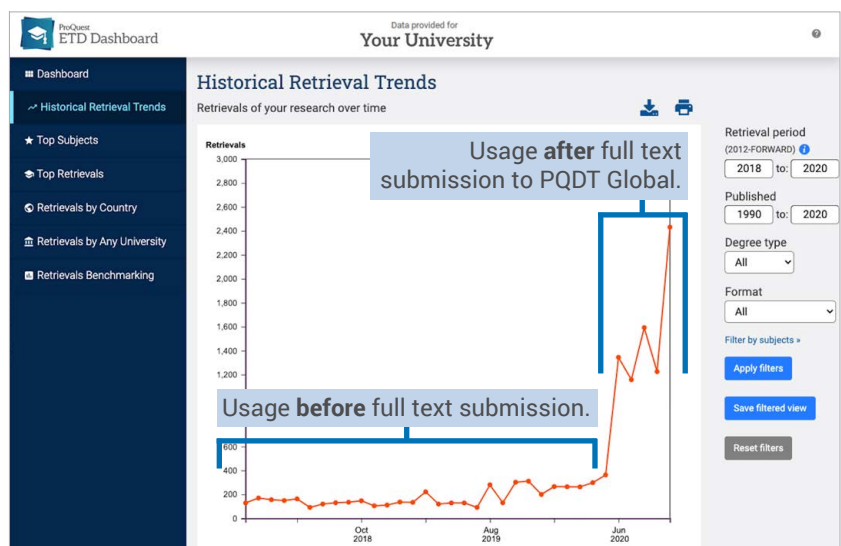 ProQuest
ETD Dashboard
Data provided for
Your University
Dashboard
Historical Retrieval Trends
Top Subjects
Top Retrievals
Retrievals by Country
Retrievals by Any University
Retrievals Benchmarking
Historical Retrieval Trends
Retrievals of your research over time
Retrievals
3,000
2,800
2,600
2,400
2,200
2,000
1,800
1,600
1,400
1,200
600
400
200
0
Oct
2018
Aug
2019
Jun
2020
Usage after full text
submission to PQDT Global.
Usage before full text submission.
Retrieval period
(2012-FORWARD) i
2018 to: 2020
Published
1990 to: 2020
Degree type
All
Format
All
Filter by subjects »
Apply filters
Save filtered view
Reset filters